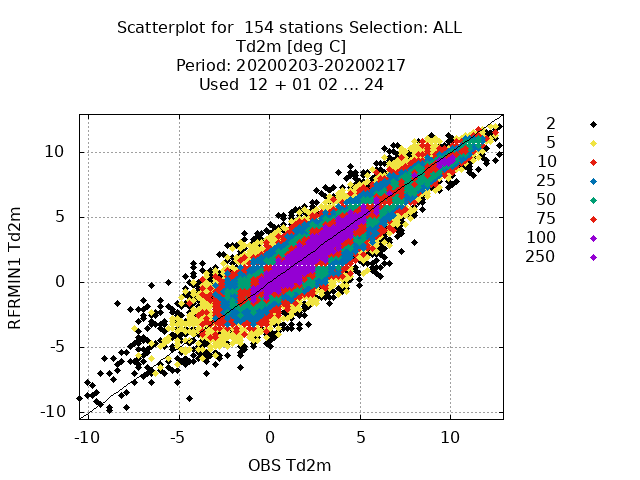 Scatterplot for 154 stations Selection: ALL
Td2m [deg C]
Period: 20200203-20200217
Used 12 + 01 02 ... 24
2
5
10
25
50
75
100
250
10
5
0
-5
-10
RFRMIN1 Td2m
-10 -5 0 5 10
OBS Td2m